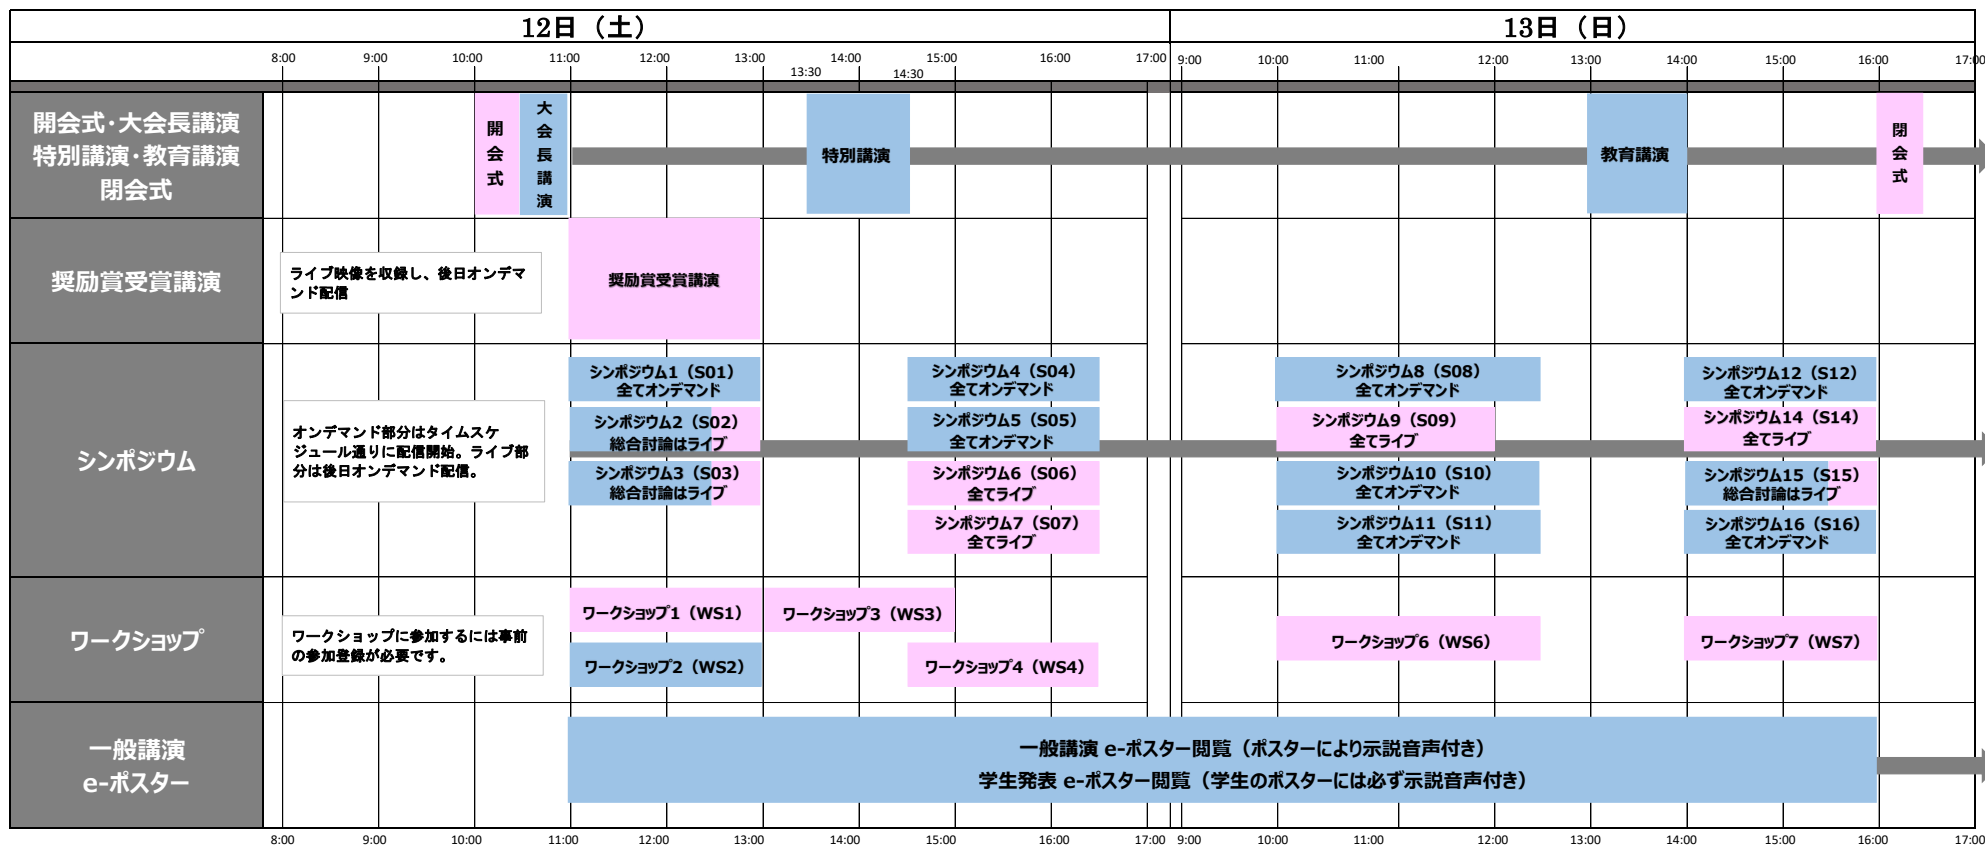 12日（土）
13日（日）
8:00 9:00 10:00 11:00 12:00 13:00 13:30 14:00 14:30 15:00 16:00 17:00 9:00 10:00 11:00 12:00 13:00 14:00 15:00 16:00 17:00
開会式・大会長講演
特別講演・教育講演
閉会式
開会式
大会長講演
特別講演
教育講演
閉会式
奨励賞受賞講演
ライブ映像を収録し、後日オンデマ
ンド配信
奨励賞受賞講演
シンポジウム
オンデマンド部分はタイムスケ
ジュール通りに配信開始。ライブ部
分は後日オンデマンド配信。
シンポジウム1（S01）
全てオンデマンド
シンポジウム2（S02）
総合討論はライブ
シンポジウム3（S03）
総合討論はライブ
シンポジウム4（S04）
全てオンデマンド
シンポジウム5（S05）
全てオンデマンド
シンポジウム6（S06）
全てライブ
シンポジウム7（S07）
全てライブ
シンポジウム8（S08）
全てオンデマンド
シンポジウム9（S09）
全てライブ
シンポジウム10（S10）
全てオンデマンド
シンポジウム11（S11）
全てオンデマンド
シンポジウム12（S12）
全てオンデマンド
シンポジウム14（S14）
全てライブ
シンポジウム15（S15）
総合討論はライブ
シンポジウム16（S16）
全てオンデマンド
ワークショップ
ワークショップに参加するには事前
の参加登録が必要です。
ワークショップ1（WS1）
ワークショップ2（WS2）
ワークショップ3（WS3）
ワークショップ4（WS4）
ワークショップ6（WS6）
ワークショップ7（WS7）
一般講演
e-ポスター
一般講演 e-ポスター閲覧（ポスターにより示説音声付き）
学生発表 e-ポスター閲覧（学生のポスターには必ず示説音声付き）
8:00 9:00 10:00 11:00 12:00 13:00 14:00 15:00 16:00 17:00 9:00 10:00 11:00 12:00 13:00 14:00 15:00 16:00 17:00